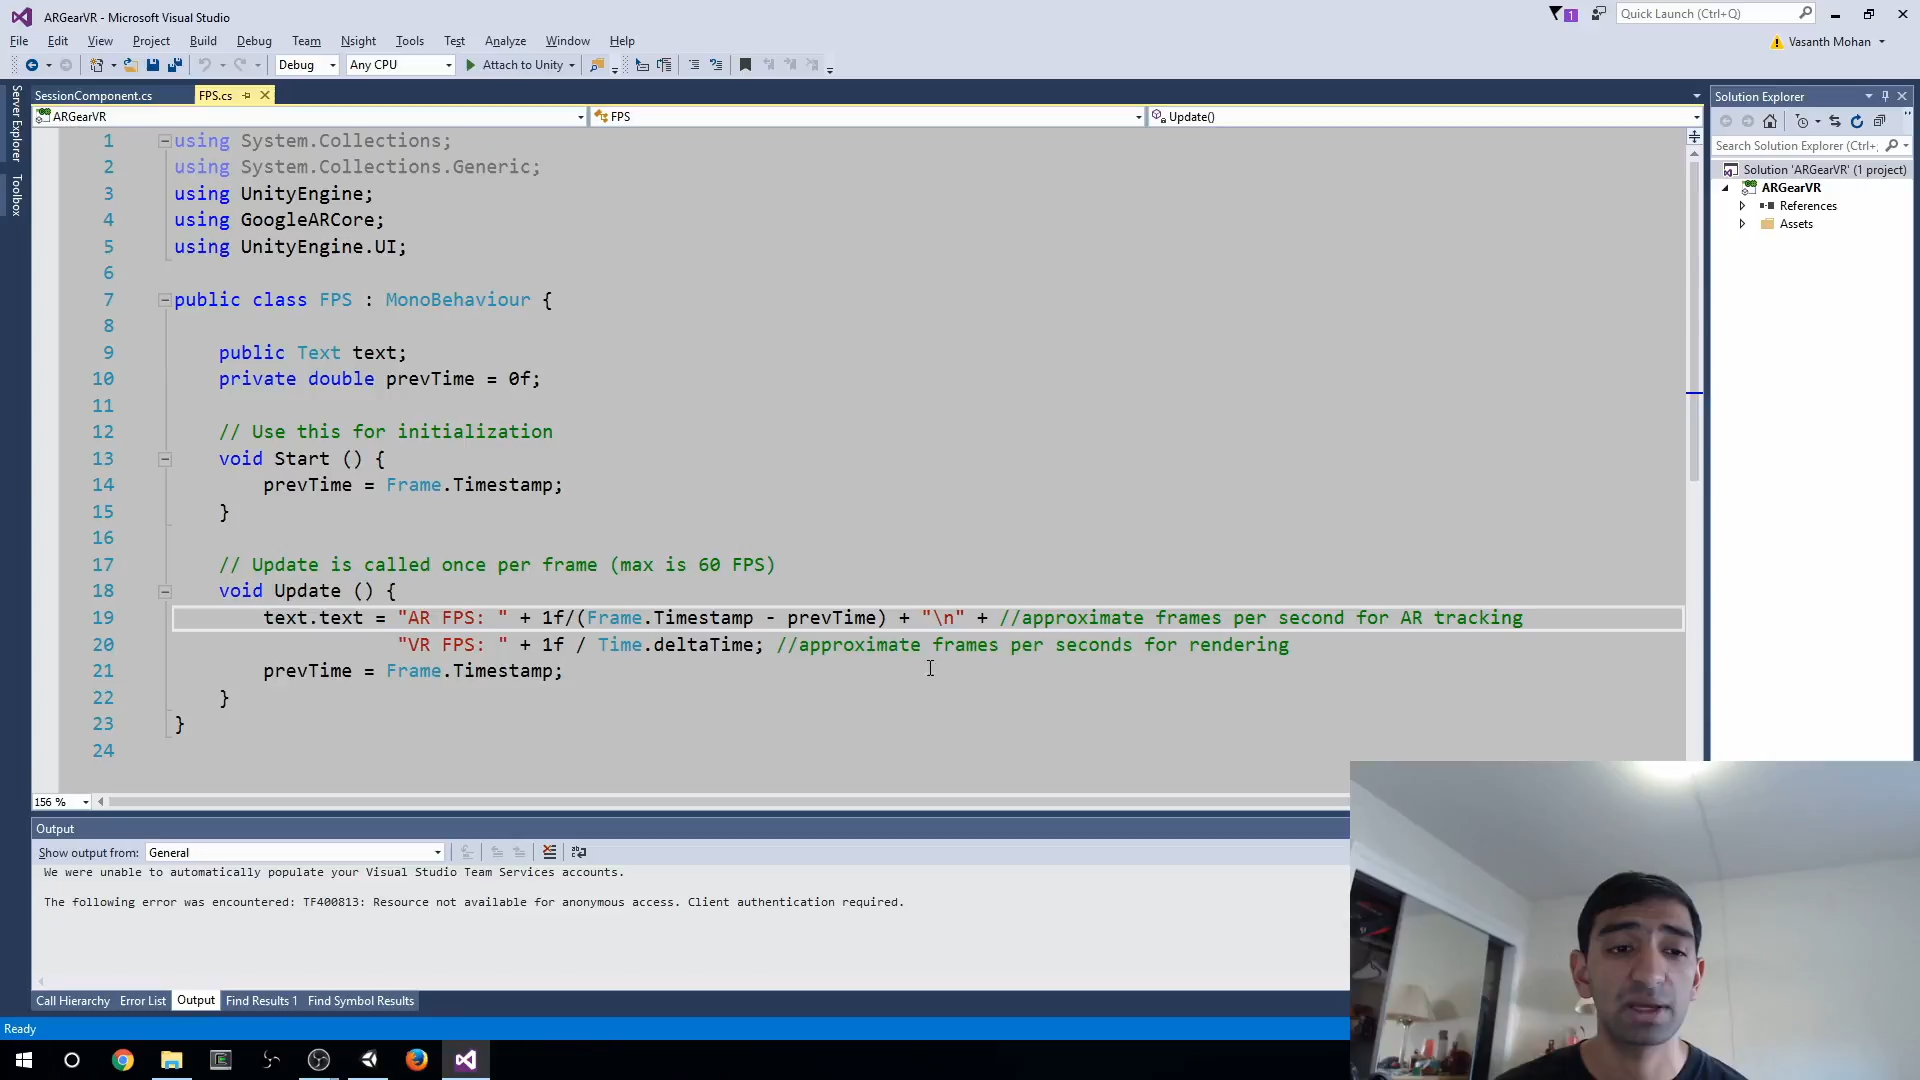 ARGearVR - Microsoft Visual Studio
1
Quick Launch (Ctrl+Q)
File Edit View Project Build Debug Team Nsight Tools Test Analyze Window Help
Vasanth Mohan
Debug Any CPU Attach to Unity
Server Explorer
Toolbox
SessionComponent.cs FPS.cs
ARGearVR FPS Update()
1 using System.Collections;
2 using System.Collections.Generic;
3 using UnityEngine;
4 using GoogleARCore;
5 using UnityEngine.UI;
6
7 public class FPS : MonoBehaviour {
8
9 public Text text;
10 private double prevTime = 0f;
11
12 // Use this for initialization
13 void Start () {
14 prevTime = Frame.Timestamp;
15 }
16
17 // Update is called once per frame (max is 60 FPS)
18 void Update () {
19 text.text = "AR FPS: " + 1f/(Frame.Timestamp - prevTime) + "\n" + //approximate frames per second for AR tracking
20 "VR FPS: " + 1f / Time.deltaTime; //approximate frames per seconds for rendering
21 prevTime = Frame.Timestamp;
22 }
23 }
24
156 %
Solution Explorer
Search Solution Explorer (Ctrl+;
Solution 'ARGearVR' (1 project)
ARGearVR
References
Assets
Output
Show output from: General
We were unable to automatically populate your Visual Studio Team Services accounts.
The following error was encountered: TF400813: Resource not available for anonymous access. Client authentication required.
Call Hierarchy Error List Output Find Results 1 Find Symbol Results
Ready